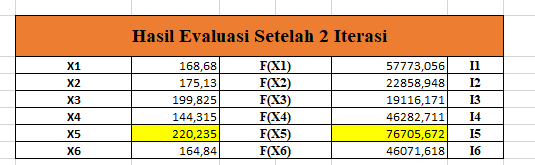 Hasil Evaluasi Setelah 2 Iterasi
X1 168,68 F(X1) 57773,056 I1
X2 175,13 F(X2) 22858,948 I2
X3 199,825 F(X3) 19116,171 I3
X4 144,315 F(X4) 46282,711 I4
X5 220,235 F(X5) 76705,672 I5
X6 164,84 F(X6) 46071,618 I6